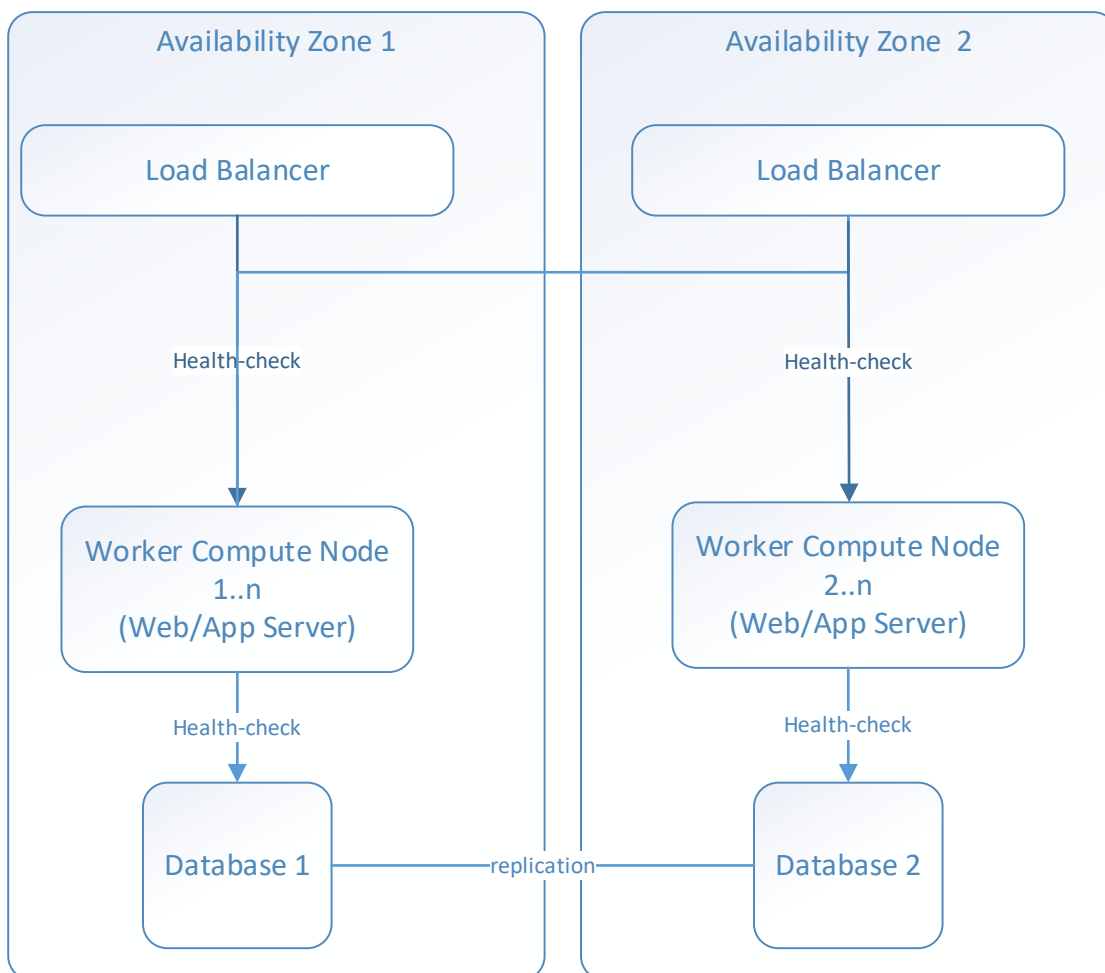 Availability Zone 1
Availability Zone 2
Load Balancer
Load Balancer
Health-check
Health-check
Worker Compute Node
1..n
(Web/App Server)
Worker Compute Node
2..n
(Web/App Server)
Health-check
Health-check
Database 1
replication
Database 2